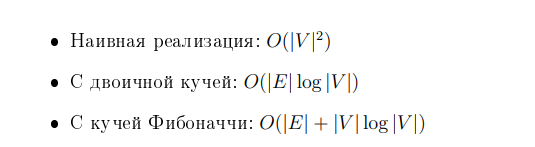 • Наивная реализация: O(|V|²)
• С двоичной кучей: O(|E| log |V|)
• С кучей Фибоначчи: O(|E| + |V| log |V|)